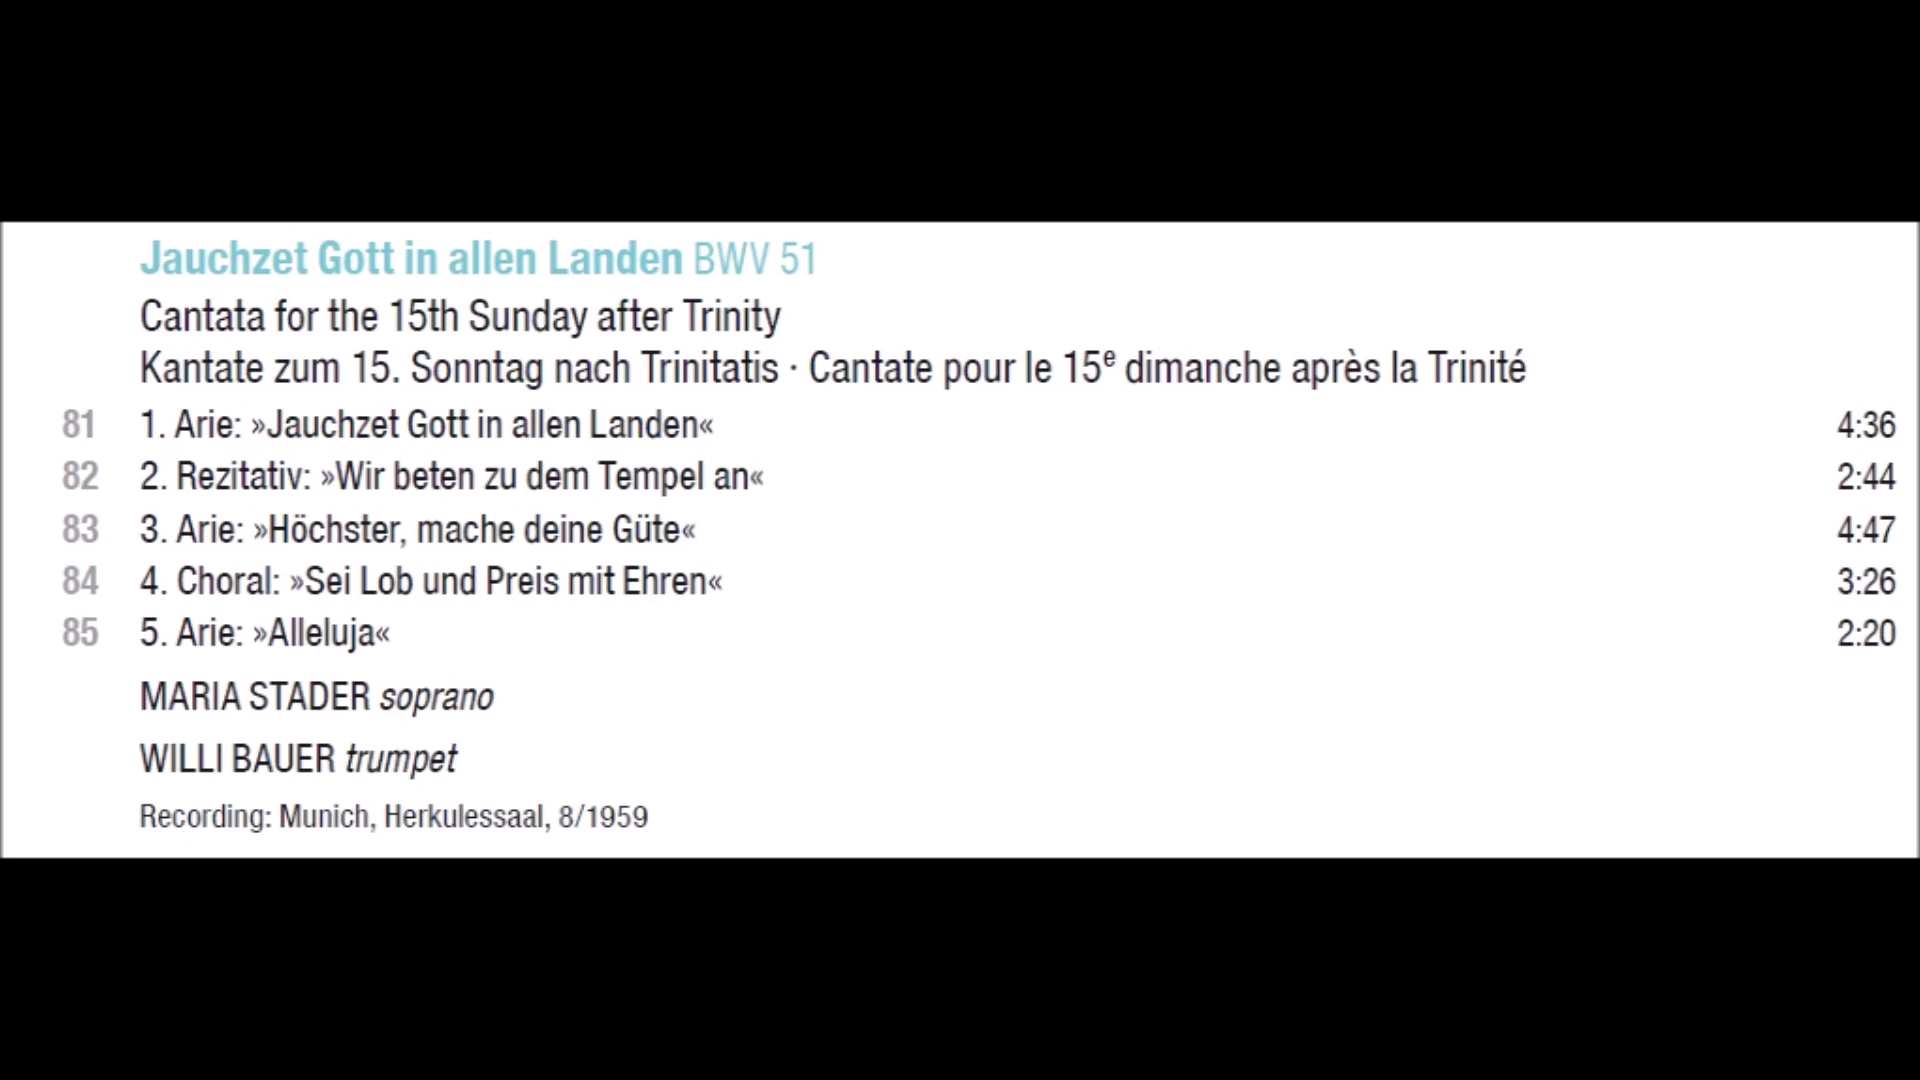 Jauchzet Gott in allen Landen BWV 51
Cantata for the 15th Sunday after Trinity
Kantate zum 15. Sonntag nach Trinitatis · Cantate pour le 15e dimanche après la Trinité
81 1. Arie: »Jauchzet Gott in allen Landen« 4:36
82 2. Rezitativ: »Wir beten zu dem Tempel an« 2:44
83 3. Arie: »Höchster, mache deine Güte« 4:47
84 4. Choral: »Sei Lob und Preis mit Ehren« 3:26
85 5. Arie: »Alleluja« 2:20
MARIA STADER soprano
WILLI BAUER trumpet
Recording: Munich, Herkulessaal, 8/1959